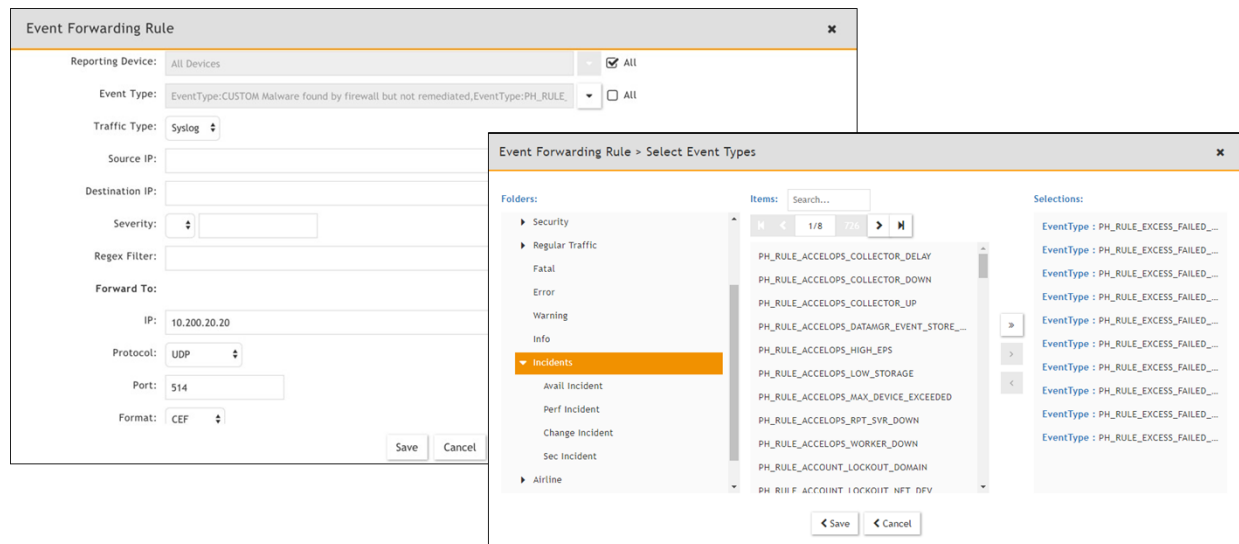 Event Forwarding Rule
Reporting Device: All Devices All
Event Type: EventType:CUSTOM Malware found by firewall but not remediated,EventType:PH_RULE_ All
Traffic Type: Syslog
Source IP:
Destination IP:
Severity:
Regex Filter:
Forward To:
IP: 10.200.20.20
Protocol: UDP
Port: 514
Format: CEF
Save Cancel
Event Forwarding Rule > Select Event Types
Folders:
Security
Regular Traffic
Fatal
Error
Warning
Info
Incidents
Avail Incident
Perf Incident
Change Incident
Sec Incident
Airline
Items: Search...
1/8 726
PH_RULE_ACCELOPS_COLLECTOR_DELAY
PH_RULE_ACCELOPS_COLLECTOR_DOWN
PH_RULE_ACCELOPS_COLLECTOR_UP
PH_RULE_ACCELOPS_DATAMGR_EVENT_STORE_...
PH_RULE_ACCELOPS_HIGH_EPS
PH_RULE_ACCELOPS_LOW_STORAGE
PH_RULE_ACCELOPS_MAX_DEVICE_EXCEEDED
PH_RULE_ACCELOPS_RPT_SVR_DOWN
PH_RULE_ACCELOPS_WORKER_DOWN
PH_RULE_ACCOUNT_LOCKOUT_DOMAIN
PH_RULE_ACCOUNT_LOCKOUT_NET_DEV
Selections:
EventType : PH_RULE_EXCESS_FAILED_...
EventType : PH_RULE_EXCESS_FAILED_...
EventType : PH_RULE_EXCESS_FAILED_...
EventType : PH_RULE_EXCESS_FAILED_...
EventType : PH_RULE_EXCESS_FAILED_...
EventType : PH_RULE_EXCESS_FAILED_...
EventType : PH_RULE_EXCESS_FAILED_...
EventType : PH_RULE_EXCESS_FAILED_...
EventType : PH_RULE_EXCESS_FAILED_...
EventType : PH_RULE_EXCESS_FAILED_...
Save Cancel